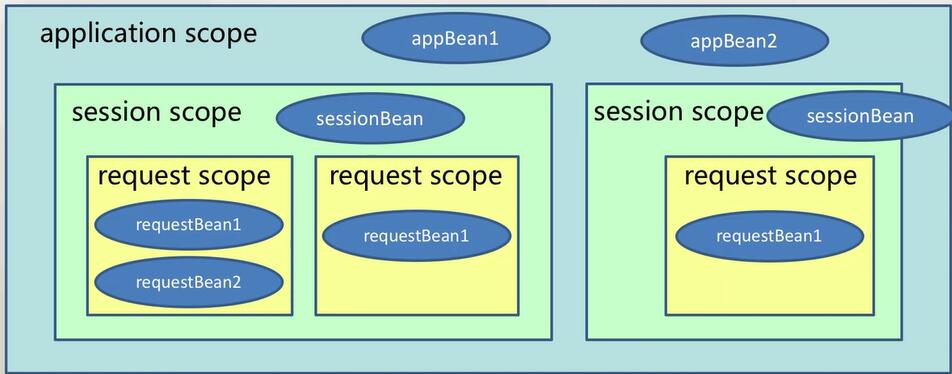 application scope
appBean1
appBean2
session scope
sessionBean
session scope
sessionBean
request scope
requestBean1
requestBean2
request scope
requestBean1
request scope
requestBean1